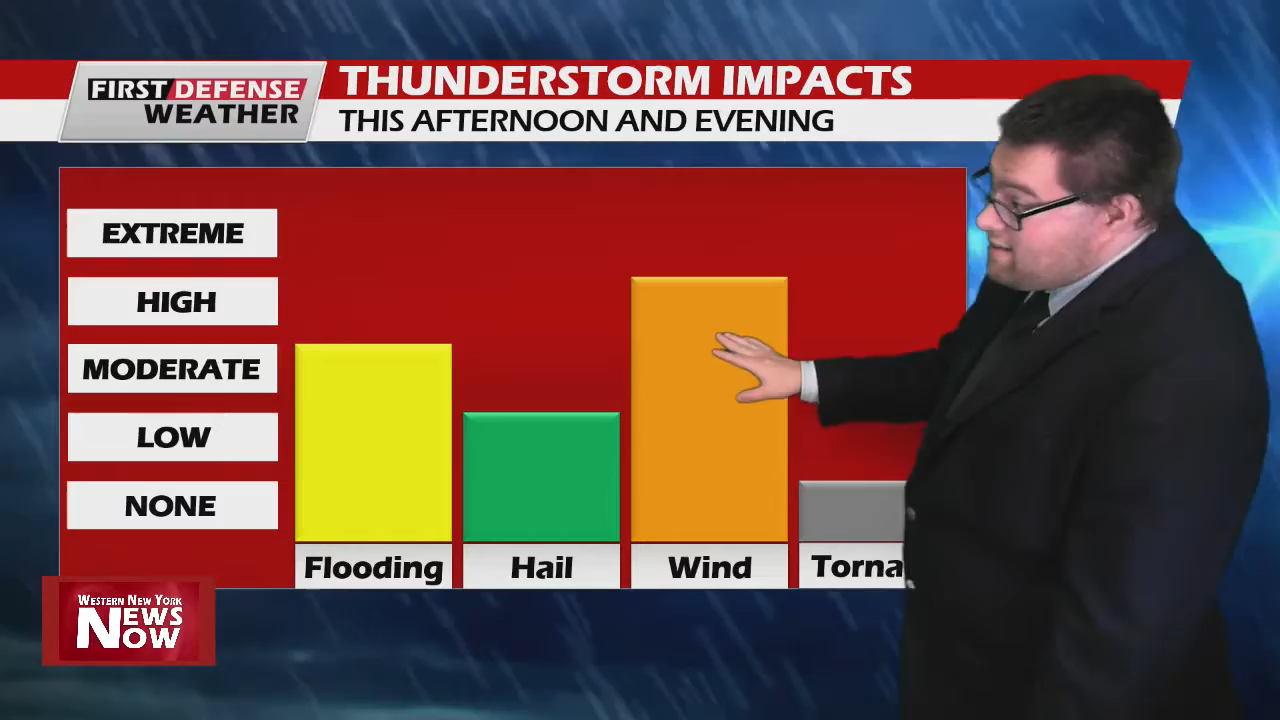 FIRST DEFENSE
WEATHER
THUNDERSTORM IMPACTS
THIS AFTERNOON AND EVENING
EXTREME
HIGH
MODERATE
LOW
NONE
Flooding
Hail
Wind
Torna
WESTERN NEW YORK
NEWS
NOW